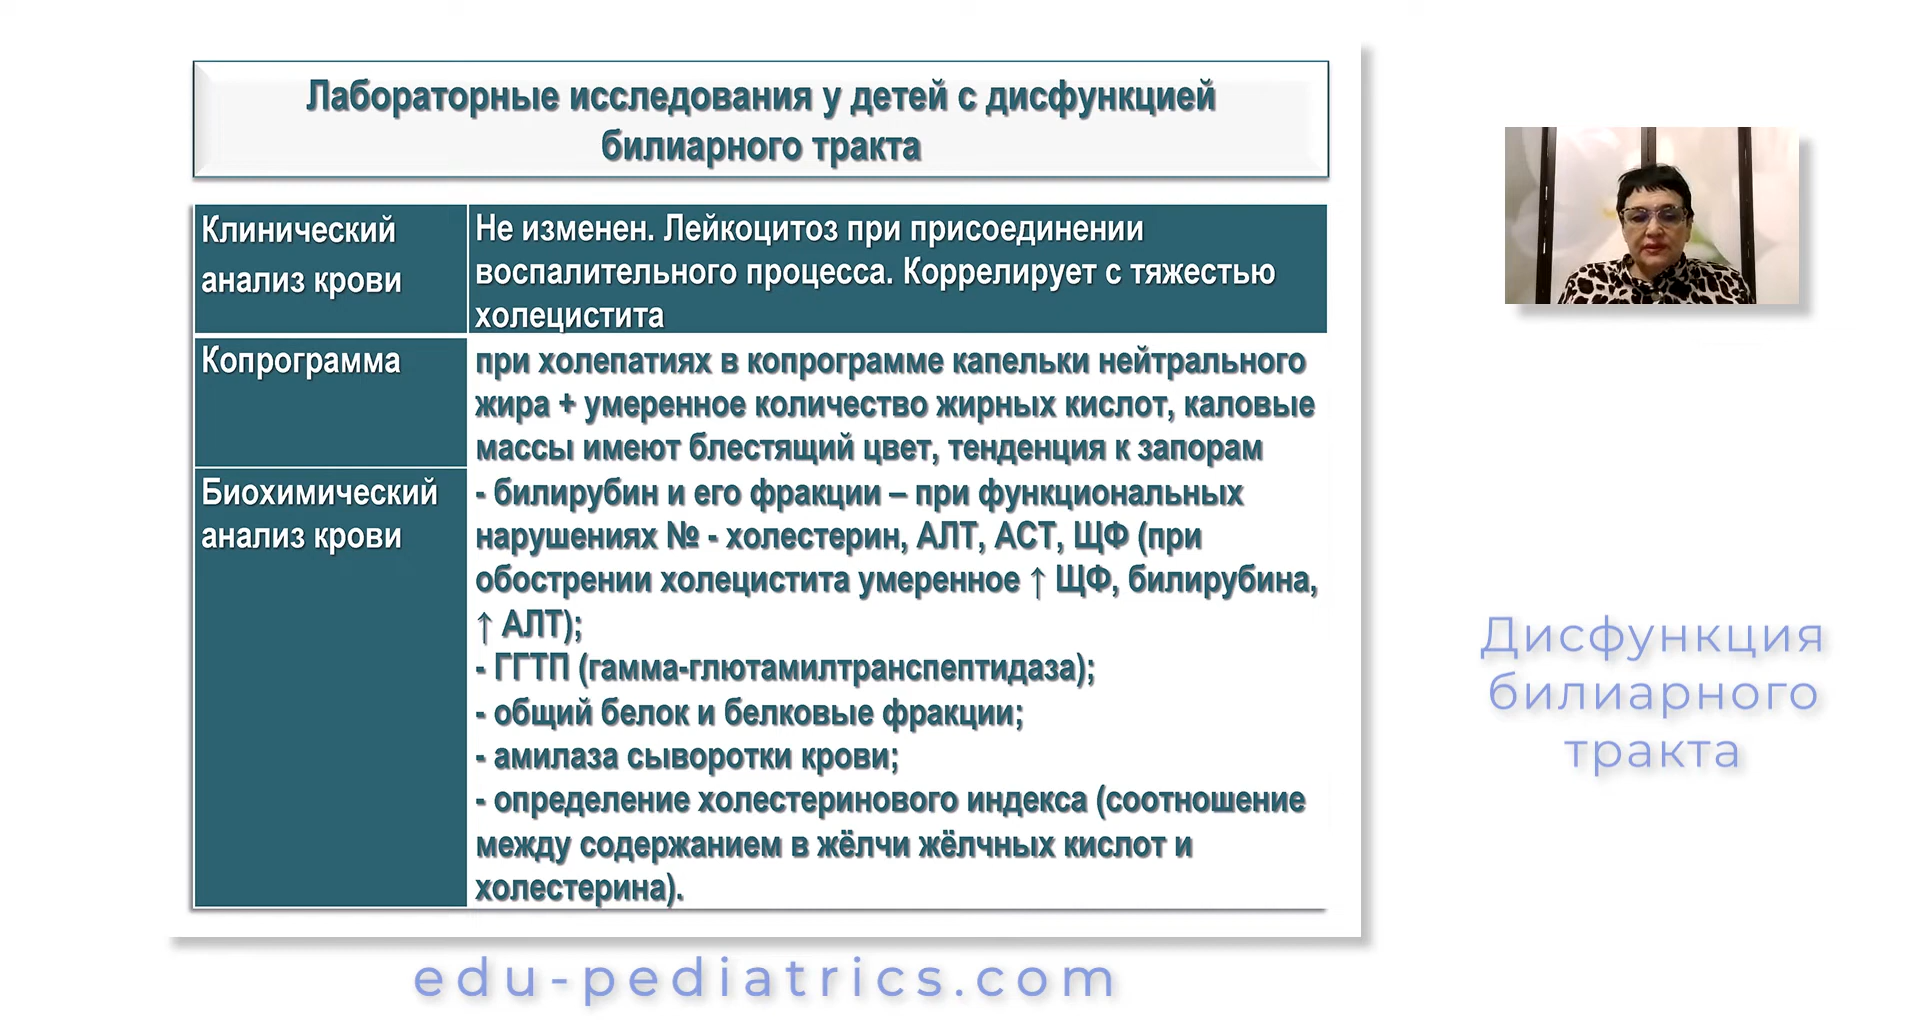 Лабораторные исследования у детей с дисфункцией
билиарного тракта
Клинический
анализ крови
Не изменен. Лейкоцитоз при присоединении
воспалительного процесса. Коррелирует с тяжестью
холецистита
Копрограмма
при холепатиях в копрограмме капельки нейтрального
жира + умеренное количество жирных кислот, каловые
массы имеют блестящий цвет, тенденция к запорам
Биохимический
анализ крови
- билирубин и его фракции – при функциональных
нарушениях № - холестерин, АЛТ, АСТ, ЩФ (при
обострении холецистита умеренное ↑ ЩФ, билирубина,
↑ АЛТ);
- ГГТП (гамма-глютамилтранспептидаза);
- общий белок и белковые фракции;
- амилаза сыворотки крови;
- определение холестеринового индекса (соотношение
между содержанием в жёлчи жёлчных кислот и
холестерина).
Дисфункция
билиарного
тракта
edu-pediatrics.com